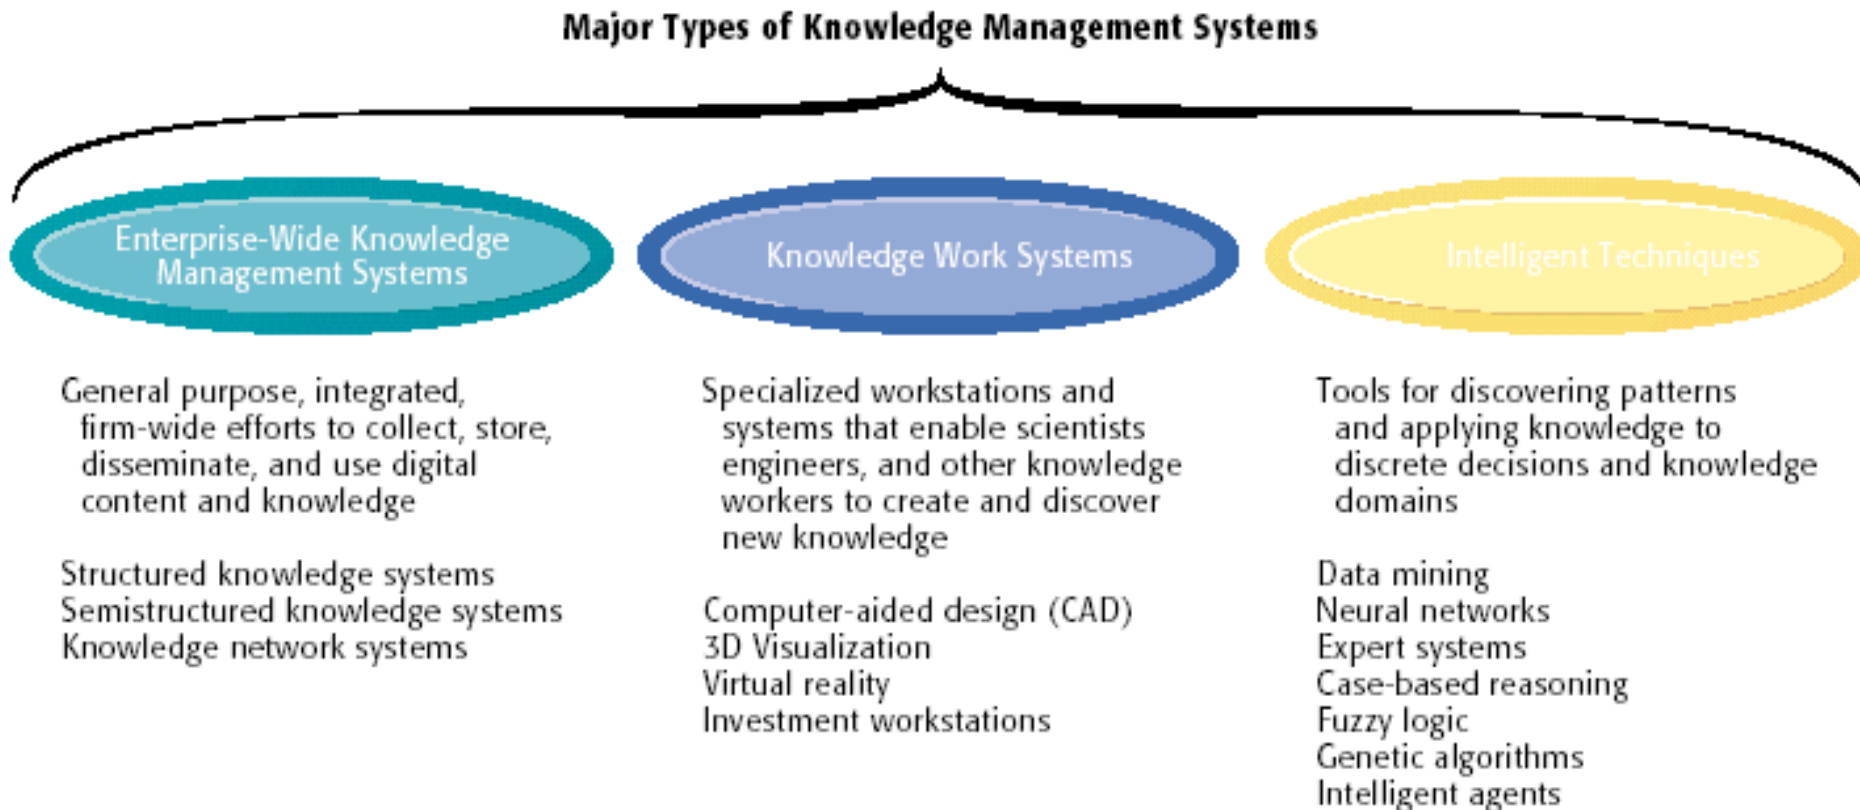 Major Types of Knowledge Management Systems
Enterprise-Wide Knowledge
Management Systems
General purpose, integrated,
firm-wide efforts to collect, store,
disseminate, and use digital
content and knowledge
Structured knowledge systems
Semistructured knowledge systems
Knowledge network systems
Knowledge Work Systems
Specialized workstations and
systems that enable scientists
engineers, and other knowledge
workers to create and discover
new knowledge
Computer-aided design (CAD)
3D Visualization
Virtual reality
Investment workstations
Intelligent Techniques
Tools for discovering patterns
and applying knowledge to
discrete decisions and knowledge
domains
Data mining
Neural networks
Expert systems
Case-based reasoning
Fuzzy logic
Genetic algorithms
Intelligent agents